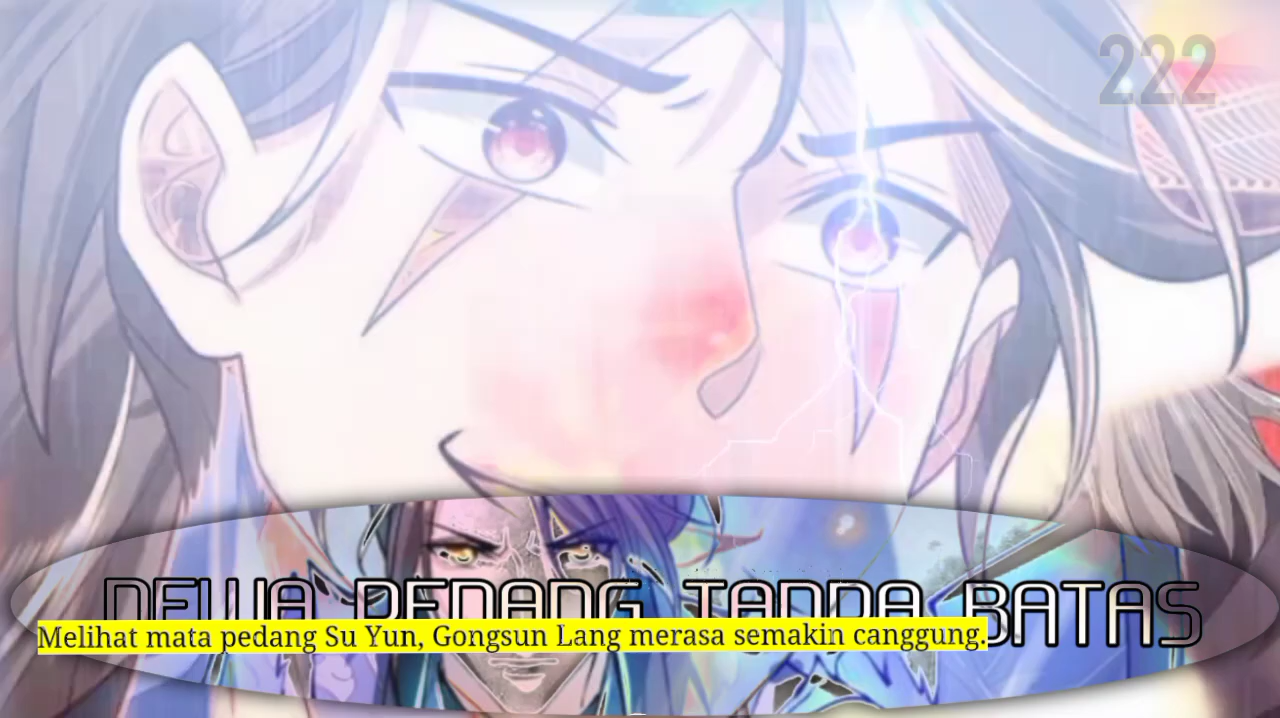 222
DEWA PEDANG TANPA BATAS
Melihat mata pedang Su Yun, Gongsun Lang merasa semakin canggung.